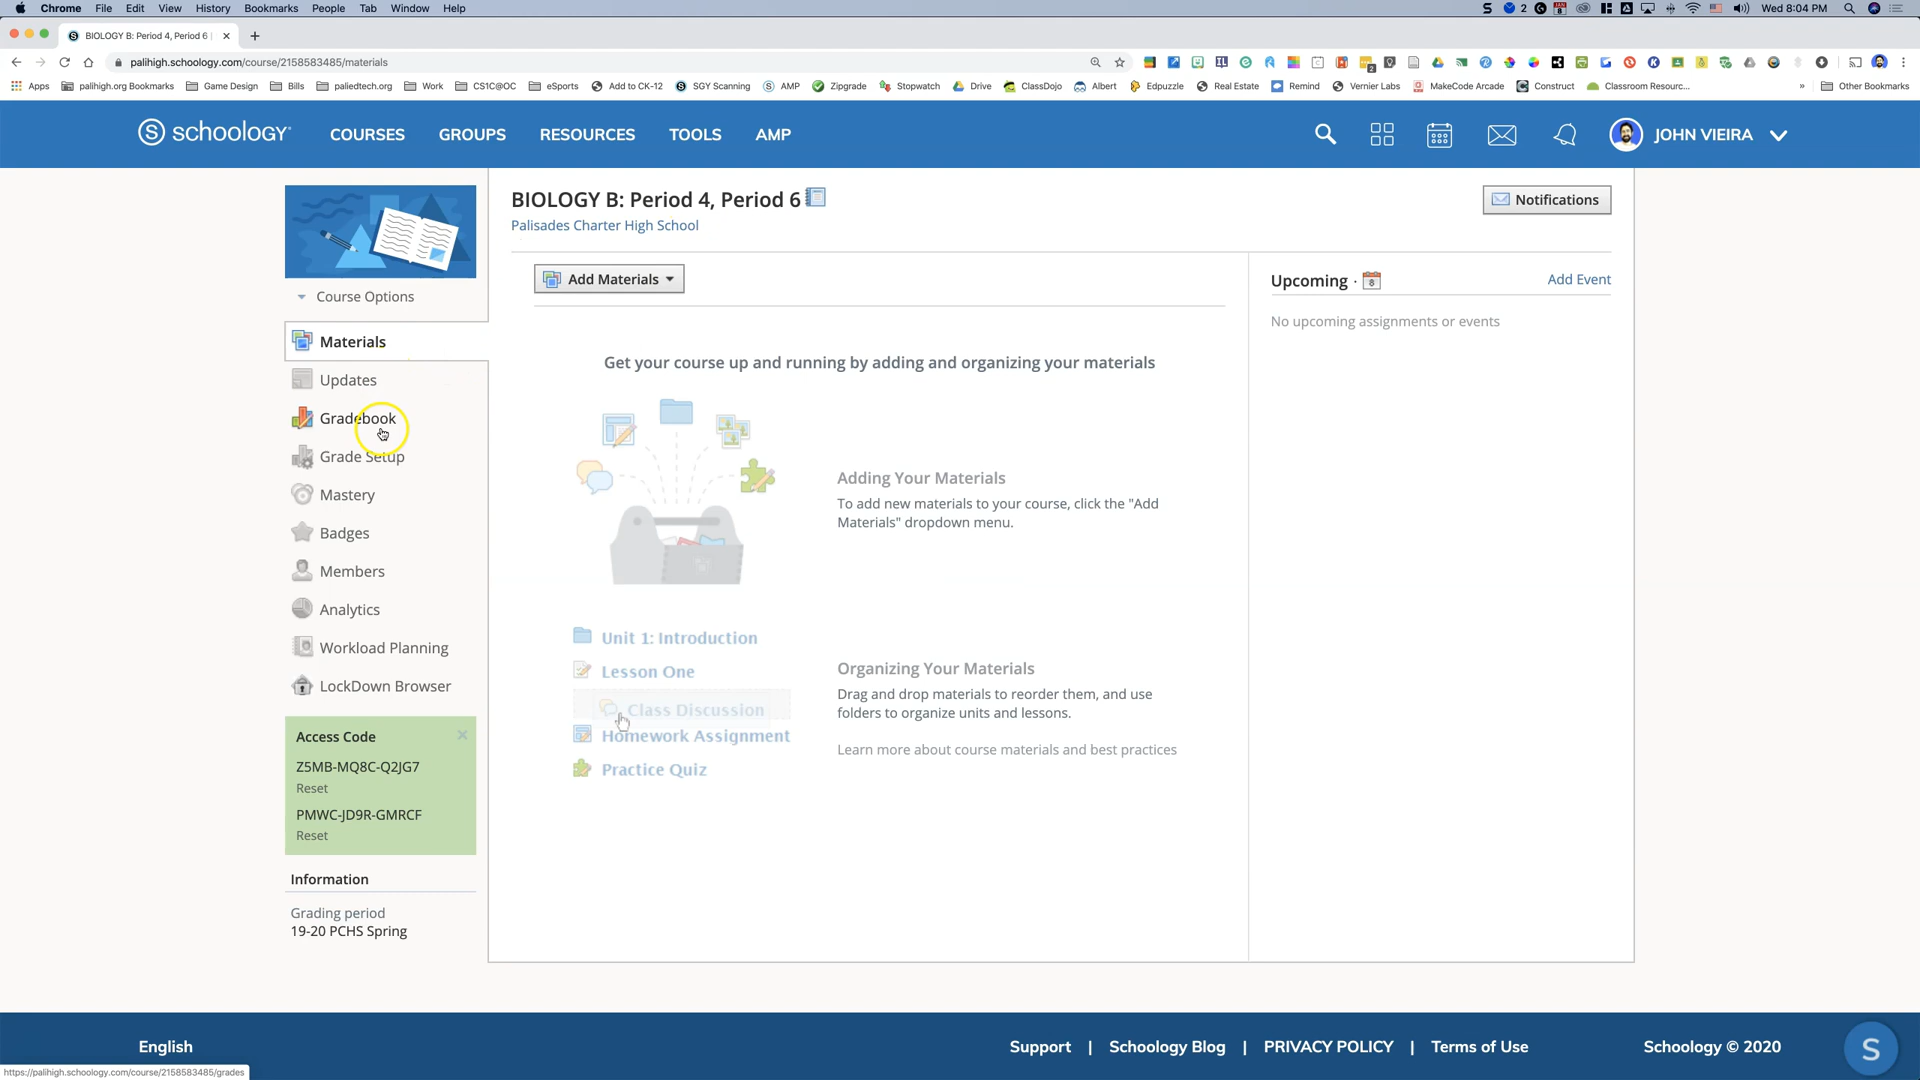 Chrome File Edit View History Bookmarks People Tab Window Help
2
Wed 8:04 PM
BIOLOGY B: Period 4, Period 6
palihigh.schoology.com/course/2158583485/materials
Apps palihigh.org Bookmarks Game Design Bills paliedtech.org Work CS1C@OC eSports Add to CK-12 SGY Scanning AMP Zipgrade Stopwatch Drive ClassDojo Albert Edpuzzle Real Estate Remind Vernier Labs MakeCode Arcade Construct Classroom Resourc... » Other Bookmarks
schoology COURSES GROUPS RESOURCES TOOLS AMP JOHN VIEIRA
BIOLOGY B: Period 4, Period 6
Notifications
Palisades Charter High School
Add Materials
Upcoming · 8 Add Event
No upcoming assignments or events
Course Options
Materials
Updates
Gradebook
Grade Setup
Mastery
Badges
Members
Analytics
Workload Planning
LockDown Browser
Access Code
Z5MB-MQ8C-Q2JG7
Reset
PMWC-JD9R-GMRCF
Reset
Information
Grading period
19-20 PCHS Spring
Get your course up and running by adding and organizing your materials
Adding Your Materials
To add new materials to your course, click the "Add
Materials" dropdown menu.
Unit 1: Introduction
Lesson One
Class Discussion
Homework Assignment
Practice Quiz
Organizing Your Materials
Drag and drop materials to reorder them, and use
folders to organize units and lessons.
Learn more about course materials and best practices
English
Support | Schoology Blog | PRIVACY POLICY | Terms of Use Schoology © 2020
S
https://palihigh.schoology.com/course/2158583485/grades